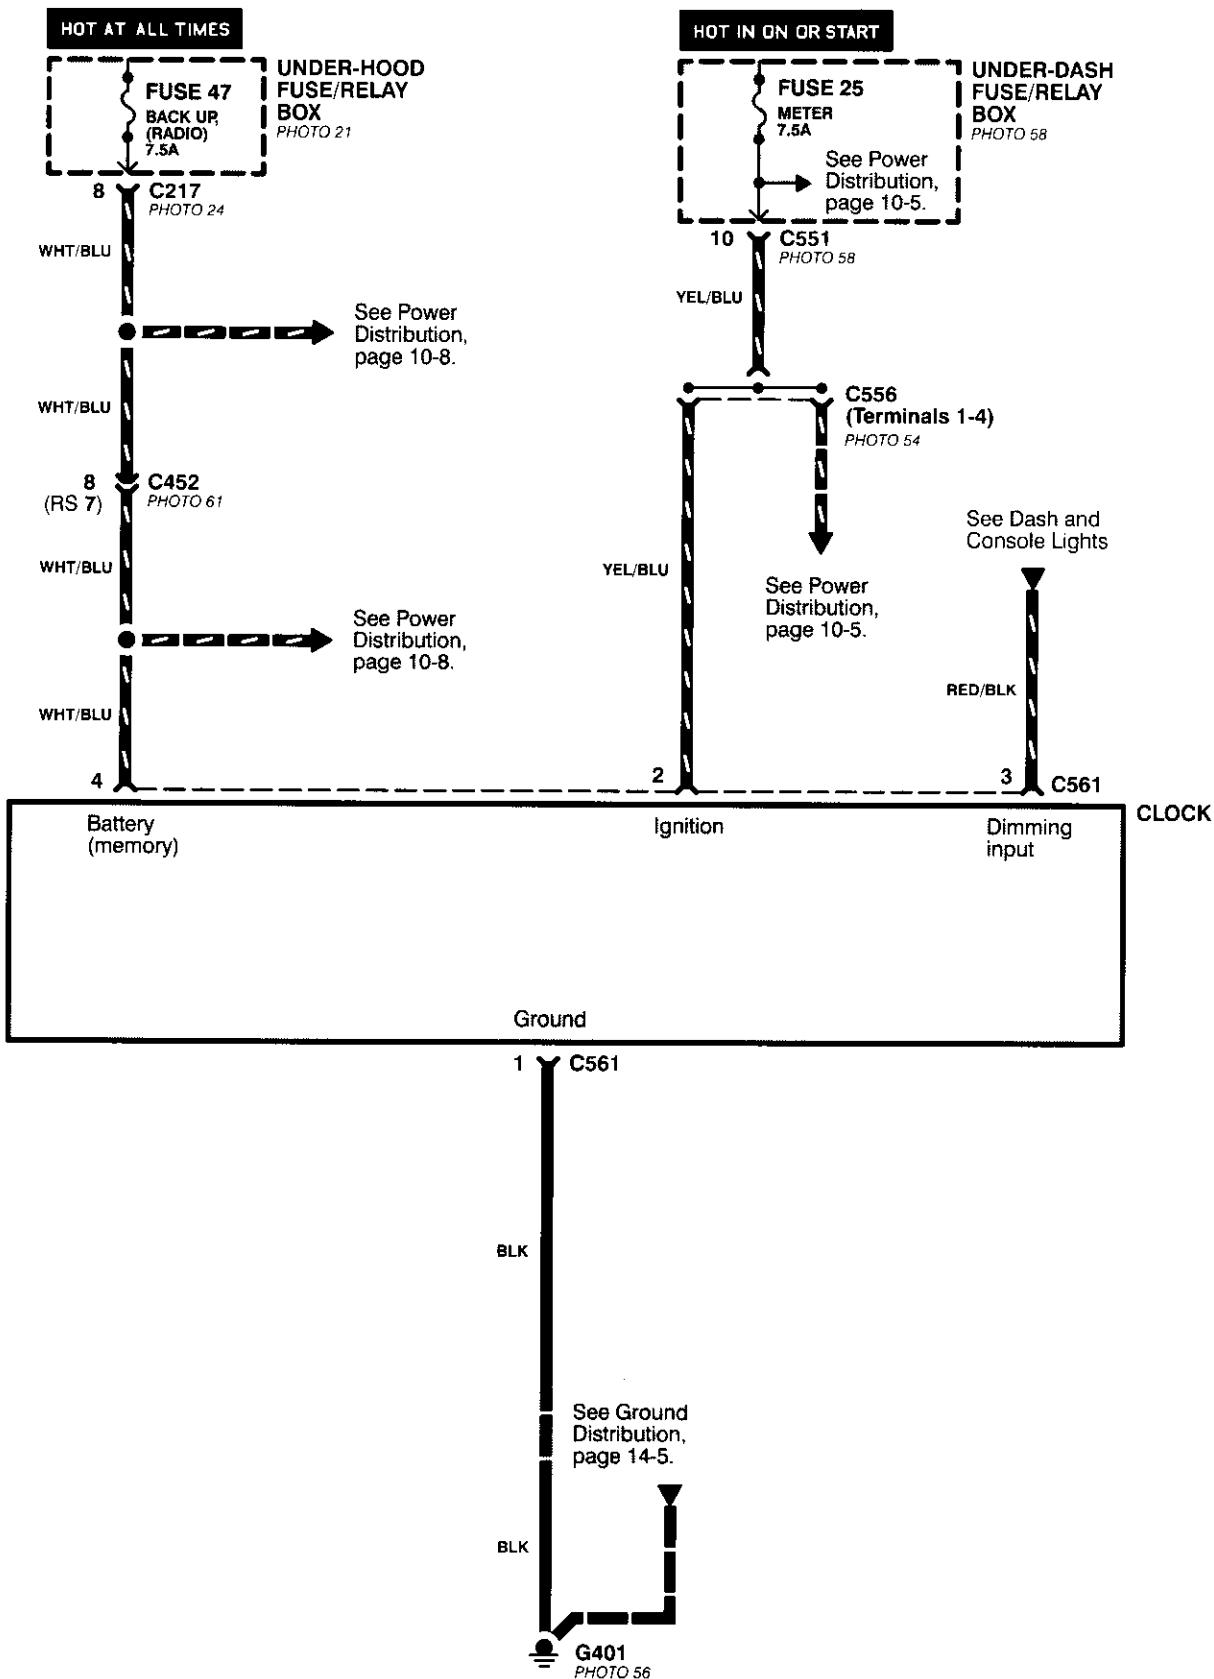 HOT AT ALL TIMES
FUSE 47
BACK UP,
(RADIO)
7.5A
UNDER-HOOD
FUSE/RELAY
BOX
PHOTO 21
8
C217
PHOTO 24
WHT/BLU
See Power
Distribution,
page 10-8.
WHT/BLU
8
(RS 7)
C452
PHOTO 61
WHT/BLU
See Power
Distribution,
page 10-8.
WHT/BLU
4
HOT IN ON OR START
FUSE 25
METER
7.5A
See Power
Distribution,
page 10-5.
UNDER-DASH
FUSE/RELAY
BOX
PHOTO 58
10
C551
PHOTO 58
YEL/BLU
C556
(Terminals 1-4)
PHOTO 54
YEL/BLU
See Power
Distribution,
page 10-5.
2
See Dash and
Console Lights
RED/BLK
3
C561
CLOCK
Battery
(memory)
Ignition
Dimming
input
Ground
1
C561
BLK
See Ground
Distribution,
page 14-5.
BLK
G401
PHOTO 56